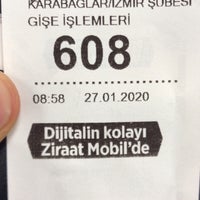 KARABAĞLAR/İZMİR ŞUBESİ
GİŞE İŞLEMLERİ
608
08:58 27.01.2020
Dijitalin kolayı
Ziraat Mobil'de